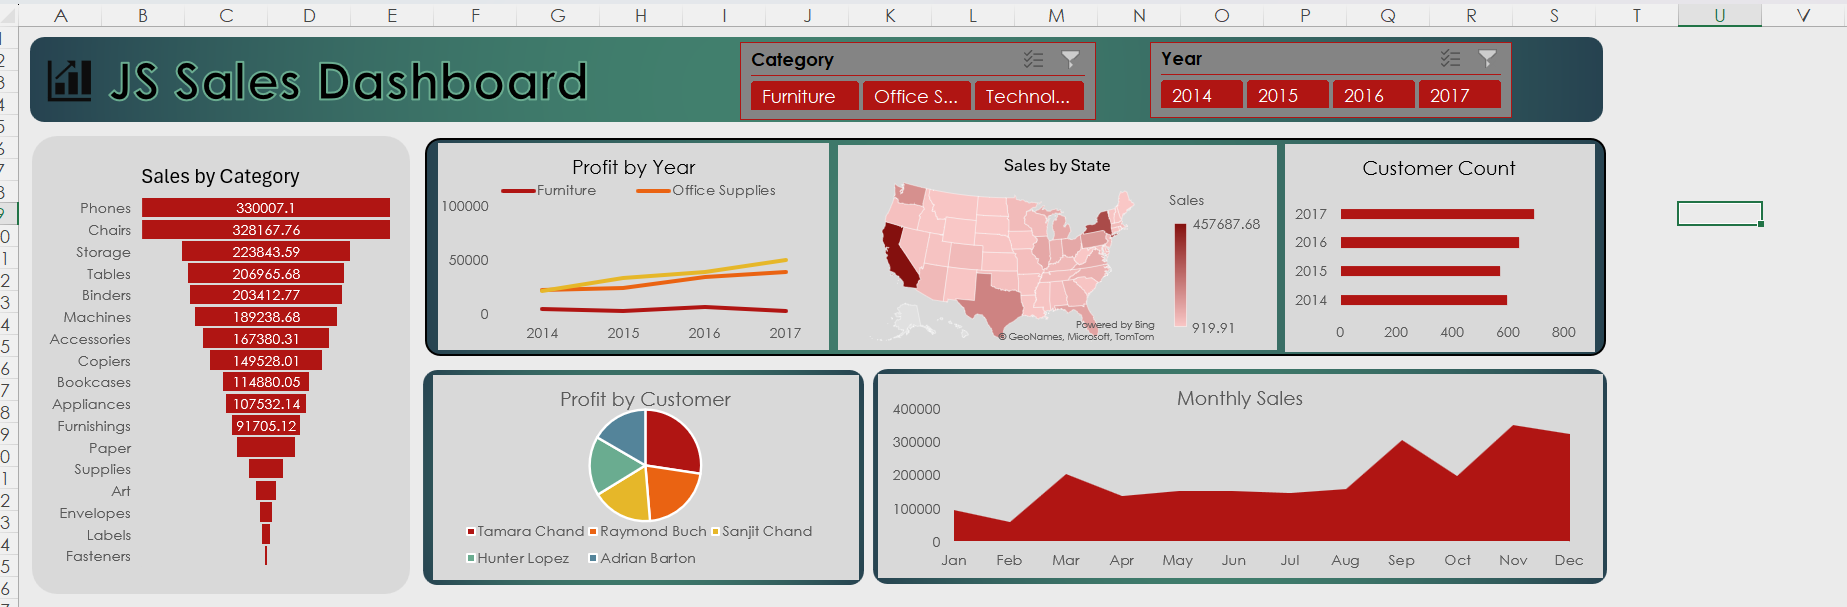 A B C D E F G H I J K L M N O P Q R S T U V
JS Sales Dashboard
Category
Furniture Office S... Technol...
Year
2014 2015 2016 2017
Sales by Category
Phones 330007.1
Chairs 328167.76
Storage 223843.59
Tables 206965.68
Binders 203412.77
Machines 189238.68
Accessories 167380.31
Copiers 149528.01
Bookcases 114880.05
Appliances 107532.14
Furnishings 91705.12
Paper
Supplies
Art
Envelopes
Labels
Fasteners
Profit by Year
Furniture Office Supplies
100000
50000
0
2014 2015 2016 2017
Sales by State
Sales
457687.68
919.91
Powered by Bing
© GeoNames, Microsoft, TomTom
Customer Count
2017
2016
2015
2014
0 200 400 600 800
Profit by Customer
Tamara Chand Raymond Buch Sanjit Chand
Hunter Lopez Adrian Barton
Monthly Sales
400000
300000
200000
100000
0
Jan Feb Mar Apr May Jun Jul Aug Sep Oct Nov Dec